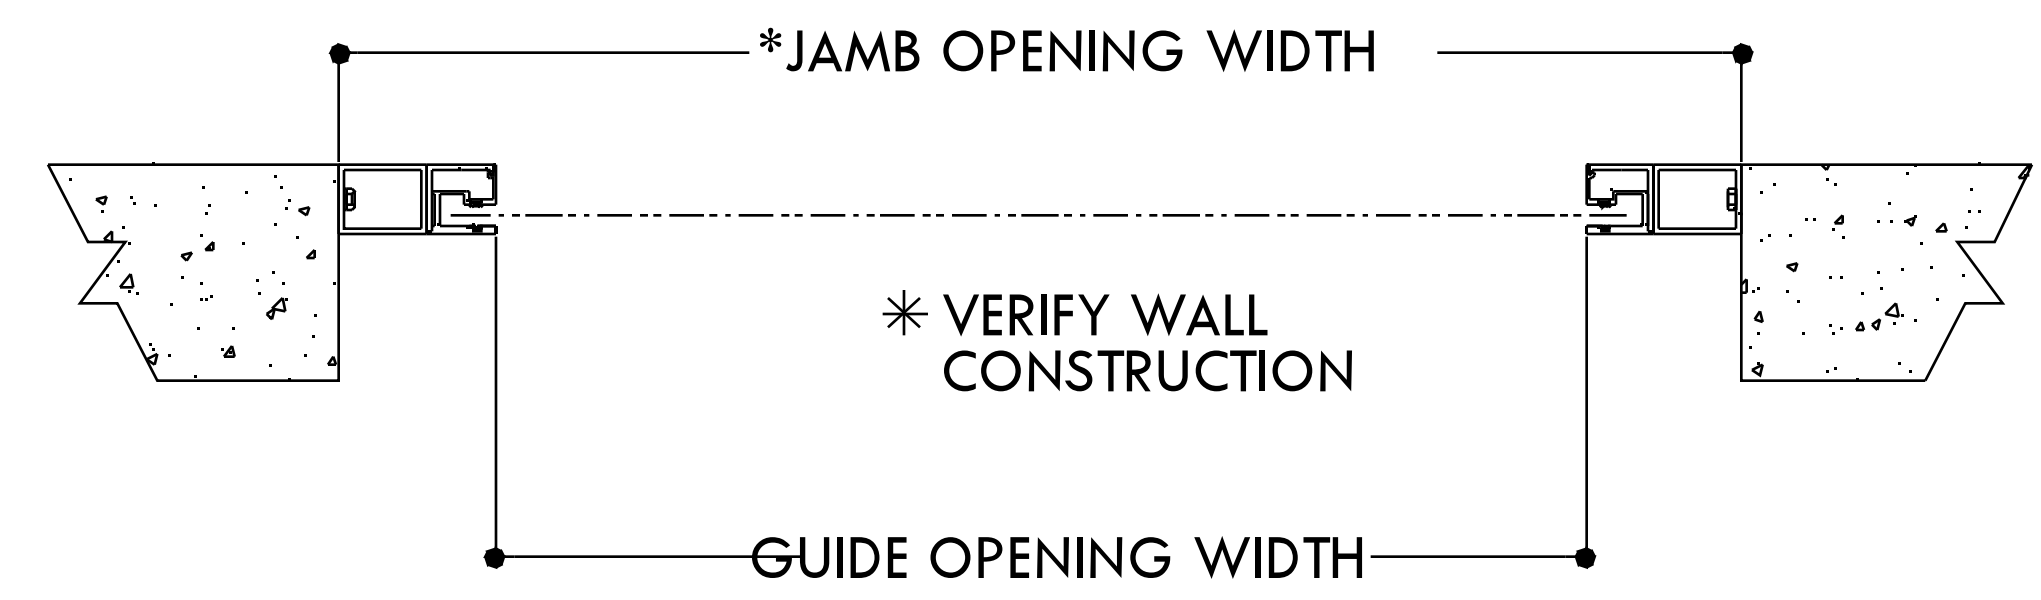 *JAMB OPENING WIDTH
* VERIFY WALL
CONSTRUCTION
GUIDE OPENING WIDTH